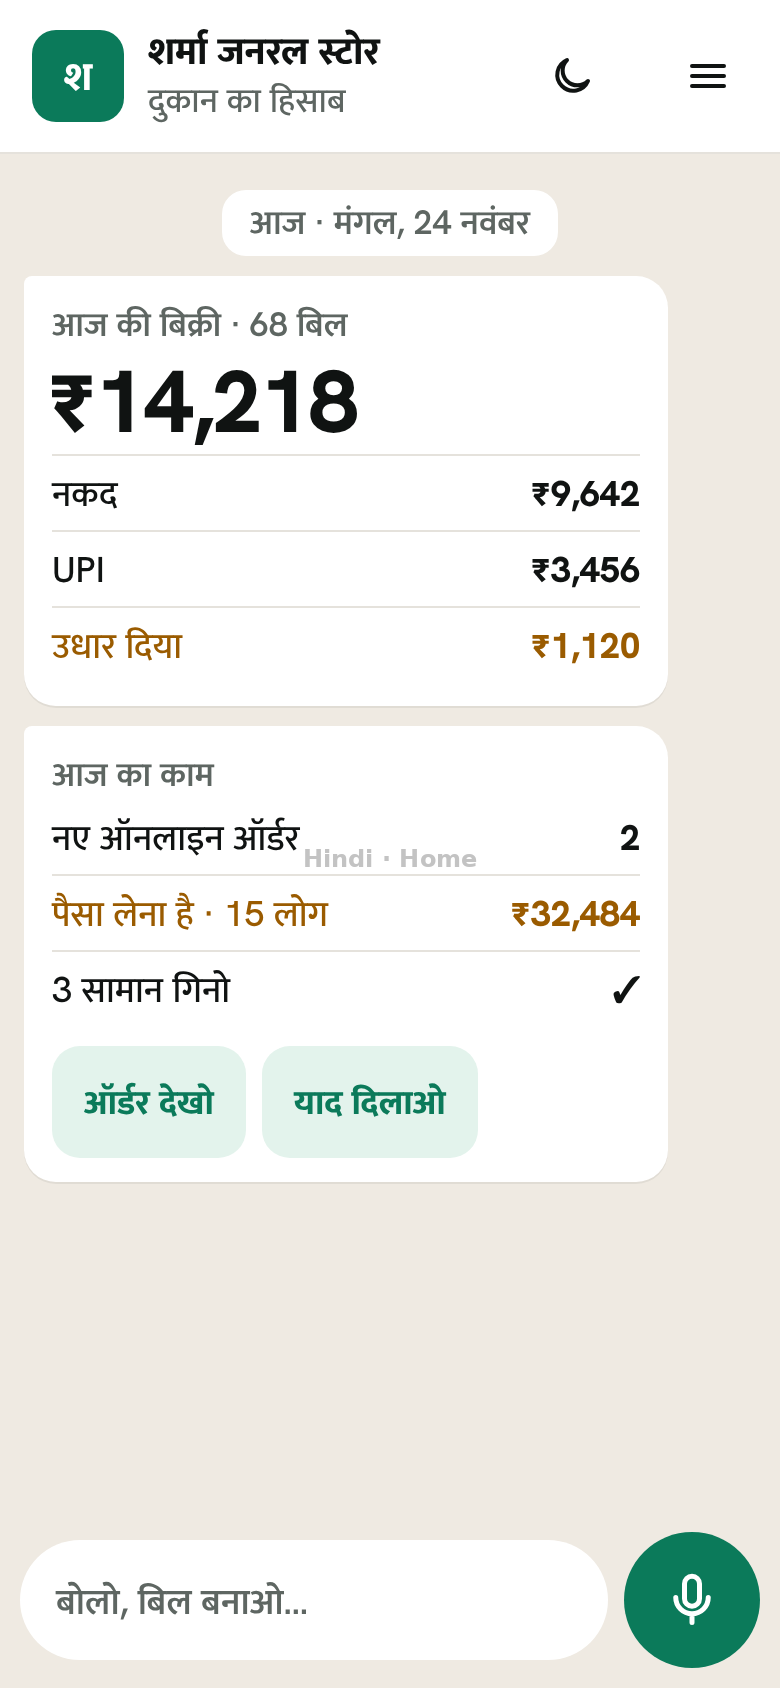 श
शर्मा जनरल स्टोर
दुकान का हिसाब
आज · मंगल, 24 नवंबर
आज की बिक्री · 68 बिल
₹14,218
नकद ₹9,642
UPI ₹3,456
उधार दिया ₹1,120
आज का काम
नए ऑनलाइन ऑर्डर 2
Hindi · Home
पैसा लेना है · 15 लोग ₹32,484
3 सामान गिनो ✓
ऑर्डर देखो याद दिलाओ
बोलो, बिल बनाओ...